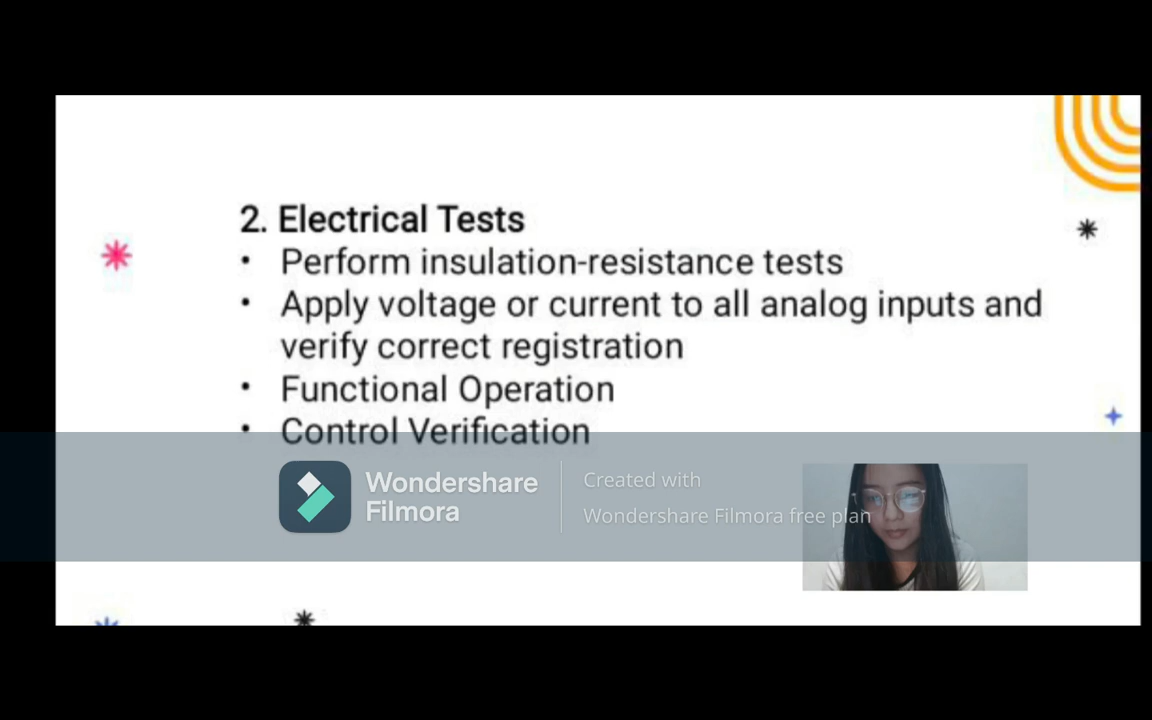 2. Electrical Tests
• Perform insulation-resistance tests
• Apply voltage or current to all analog inputs and
verify correct registration
• Functional Operation
• Control Verification
Wondershare
Filmora
Created with
Wondershare Filmora free plan